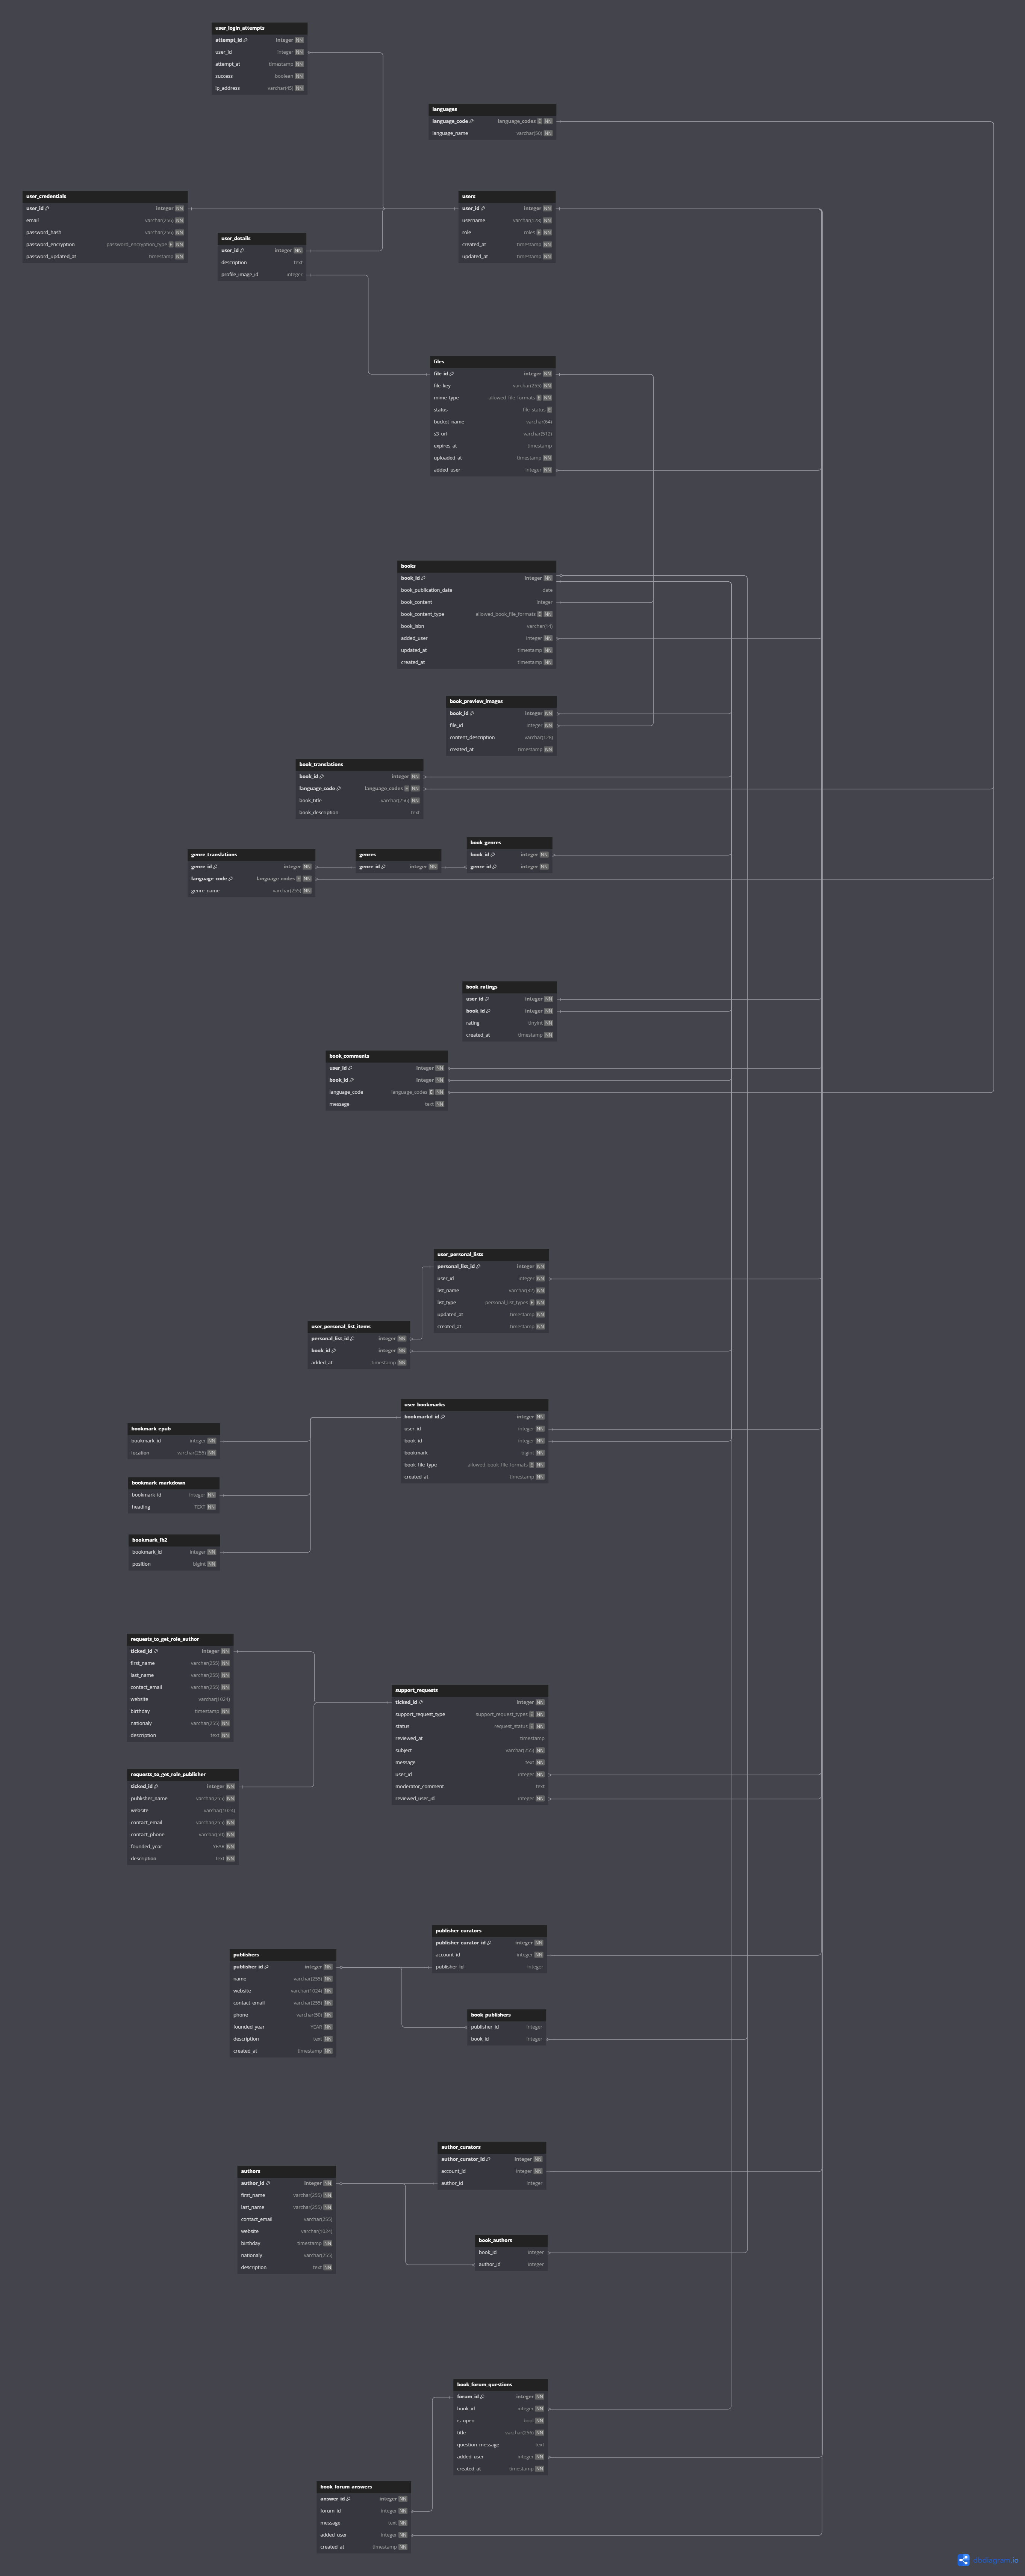 user_login_attempts
attempt_id integer NN
user_id integer NN
attempt_at timestamp NN
success boolean NN
ip_address varchar(45) NN
languages
language_code language_codes E NN
language_name varchar(50) NN
user_credentials
user_id integer NN
email varchar(256) NN
password_hash varchar(256) NN
password_encryption password_encryption_type E NN
password_updated_at timestamp NN
users
user_id integer NN
username varchar(128) NN
role roles E NN
created_at timestamp NN
updated_at timestamp NN
user_details
user_id integer NN
description text
profile_image_id integer
files
file_id integer NN
file_key varchar(255) NN
mime_type allowed_file_formats E NN
status file_status E
bucket_name varchar(64)
s3_url varchar(512)
expires_at timestamp
uploaded_at timestamp NN
added_user integer NN
books
book_id integer NN
book_publication_date date
book_content integer
book_content_type allowed_book_file_formats E NN
book_isbn varchar(14)
added_user integer NN
updated_at timestamp NN
created_at timestamp NN
book_preview_images
book_id integer NN
file_id integer NN
content_description varchar(128)
created_at timestamp NN
book_translations
book_id integer NN
language_code language_codes E NN
book_title varchar(256) NN
book_description text
genre_translations
genre_id integer NN
language_code language_codes E NN
genre_name varchar(255) NN
genres
genre_id integer NN
book_genres
book_id integer NN
genre_id integer NN
book_ratings
user_id integer NN
book_id integer NN
rating tinyint NN
created_at timestamp NN
book_comments
user_id integer NN
book_id integer NN
language_code language_codes E NN
message text NN
user_personal_lists
personal_list_id integer NN
user_id integer NN
list_name varchar(32) NN
list_type personal_list_types E NN
updated_at timestamp NN
created_at timestamp NN
user_personal_list_items
personal_list_id integer NN
book_id integer NN
added_at timestamp NN
user_bookmarks
bookmarkd_id integer NN
user_id integer NN
book_id integer NN
bookmark bigint NN
book_file_type allowed_book_file_formats E NN
created_at timestamp NN
bookmark_epub
bookmark_id integer NN
location varchar(255) NN
bookmark_markdown
bookmark_id integer NN
heading TEXT NN
bookmark_fb2
bookmark_id integer NN
position bigint NN
requests_to_get_role_author
ticked_id integer NN
first_name varchar(255) NN
last_name varchar(255) NN
contact_email varchar(255) NN
website varchar(1024)
birthday timestamp NN
nationaly varchar(255) NN
description text NN
support_requests
ticked_id integer NN
support_request_type support_request_types E NN
status request_status E NN
reviewed_at timestamp
subject varchar(255) NN
message text NN
user_id integer NN
moderator_comment text
reviewed_user_id integer NN
requests_to_get_role_publisher
ticked_id integer NN
publisher_name varchar(255) NN
website varchar(1024)
contact_email varchar(255) NN
contact_phone varchar(50) NN
founded_year YEAR NN
description text NN
publisher_curators
publisher_curator_id integer NN
account_id integer NN
publisher_id integer
publishers
publisher_id integer NN
name varchar(255) NN
website varchar(1024) NN
contact_email varchar(255) NN
phone varchar(50) NN
founded_year YEAR NN
description text NN
created_at timestamp NN
book_publishers
publisher_id integer
book_id integer
author_curators
author_curator_id integer NN
account_id integer NN
author_id integer
authors
author_id integer NN
first_name varchar(255) NN
last_name varchar(255) NN
contact_email varchar(255)
website varchar(1024)
birthday timestamp NN
nationaly varchar(255)
description text NN
book_authors
book_id integer
author_id integer
book_forum_questions
forum_id integer NN
book_id integer NN
is_open bool NN
title varchar(256) NN
question_message text
added_user integer NN
created_at timestamp NN
book_forum_answers
answer_id integer NN
forum_id integer NN
message text NN
added_user integer NN
created_at timestamp NN
dbdiagram.io